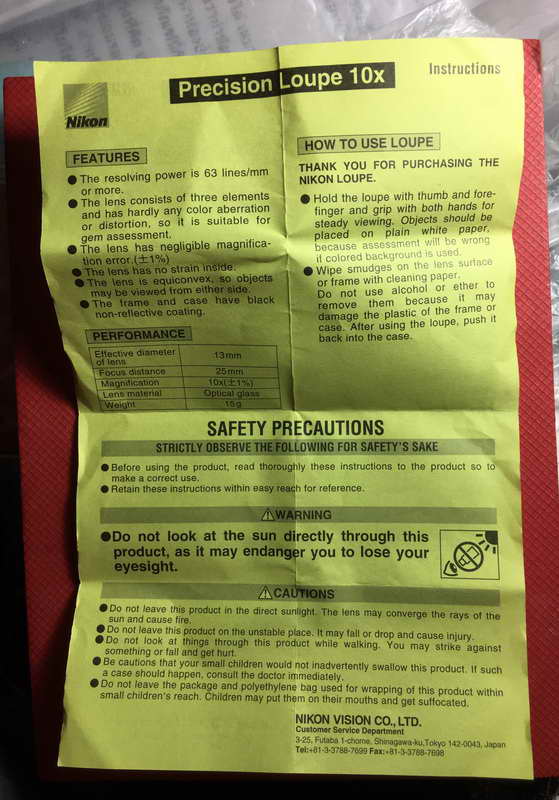 Precision Loupe 10x
Instructions
Nikon
FEATURES
● The resolving power is 63 lines/mm
or more.
● The lens consists of three elements
and has hardly any color aberration
or distortion, so it is suitable for
gem assessment.
● The lens has negligible magnifica-
tion error.(±1%)
● The lens has no strain inside.
● The lens is equiconvex, so objects
may be viewed from either side.
● The frame and case have black
non-reflective coating.
PERFORMANCE
Effective diameter
of lens
13mm
Focus distance
25mm
Magnification
10x(±1%)
Lens material
Optical glass
Weight
15g
HOW TO USE LOUPE
THANK YOU FOR PURCHASING THE
NIKON LOUPE.
● Hold the loupe with thumb and fore-
finger and grip with both hands for
steady viewing. Objects should be
placed on plain white paper,
because assessment will be wrong
if colored background is used.
● Wipe smudges on the lens surface
or frame with cleaning paper.
Do not use alcohol or ether to
remove them because it may
damage the plastic of the frame or
case. After using the loupe, push it
back into the case.
SAFETY PRECAUTIONS
STRICTLY OBSERVE THE FOLLOWING FOR SAFETY'S SAKE
● Before using the product, read thoroughly these instructions to the product so to
make a correct use.
● Retain these instructions within easy reach for reference.
⚠WARNING
●Do not look at the sun directly through this
product, as it may endanger you to lose your
eyesight.
⚠CAUTIONS
● Do not leave this product in the direct sunlight. The lens may converge the rays of the
sun and cause fire.
● Do not leave this product on the unstable place. It may fall or drop and cause injury.
● Do not look at things through this product while walking. You may strike against
something or fall and get hurt.
● Be cautions that your small children would not inadvertently swallow this product. If such
a case should happen, consult the doctor immediately.
● Do not leave the package and polyethylene bag used for wrapping of this product within
small children's reach. Children may put them on their mouths and get suffocated.
NIKON VISION CO., LTD.
Customer Service Department
3-25, Futaba 1-chome, Shinagawa-ku,Tokyo 142-0043, Japan
Tel:+81-3-3788-7699 Fax:+81-3-3788-7698